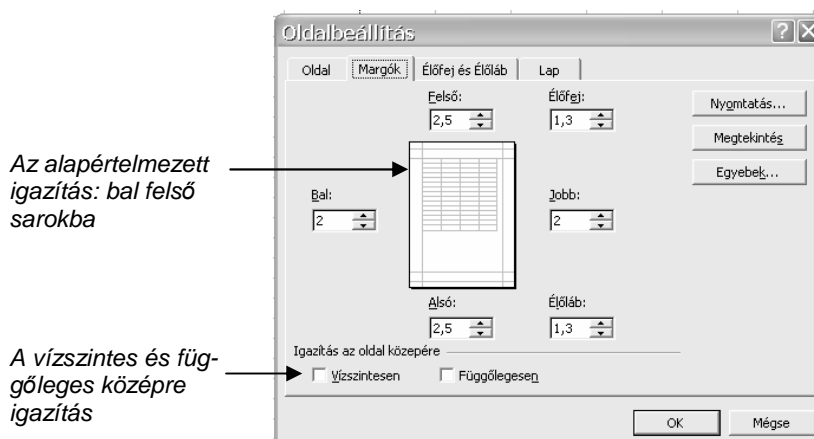 Oldalbeállítás
Oldal Margók Élőfej és Élőláb Lap
Felső: Élőfej:
2,5 1,3 Nyomtatás...
Megtekintés
Az alapértelmezett
igazítás: bal felső
sarokba
Egyebek...
Bal: Jobb:
2 2
Alsó: Élőláb:
2,5 1,3
A vízszintes és füg-
gőleges középre
igazítás
Igazítás az oldal közepére
Vízszintesen Függőlegesen
OK Mégse